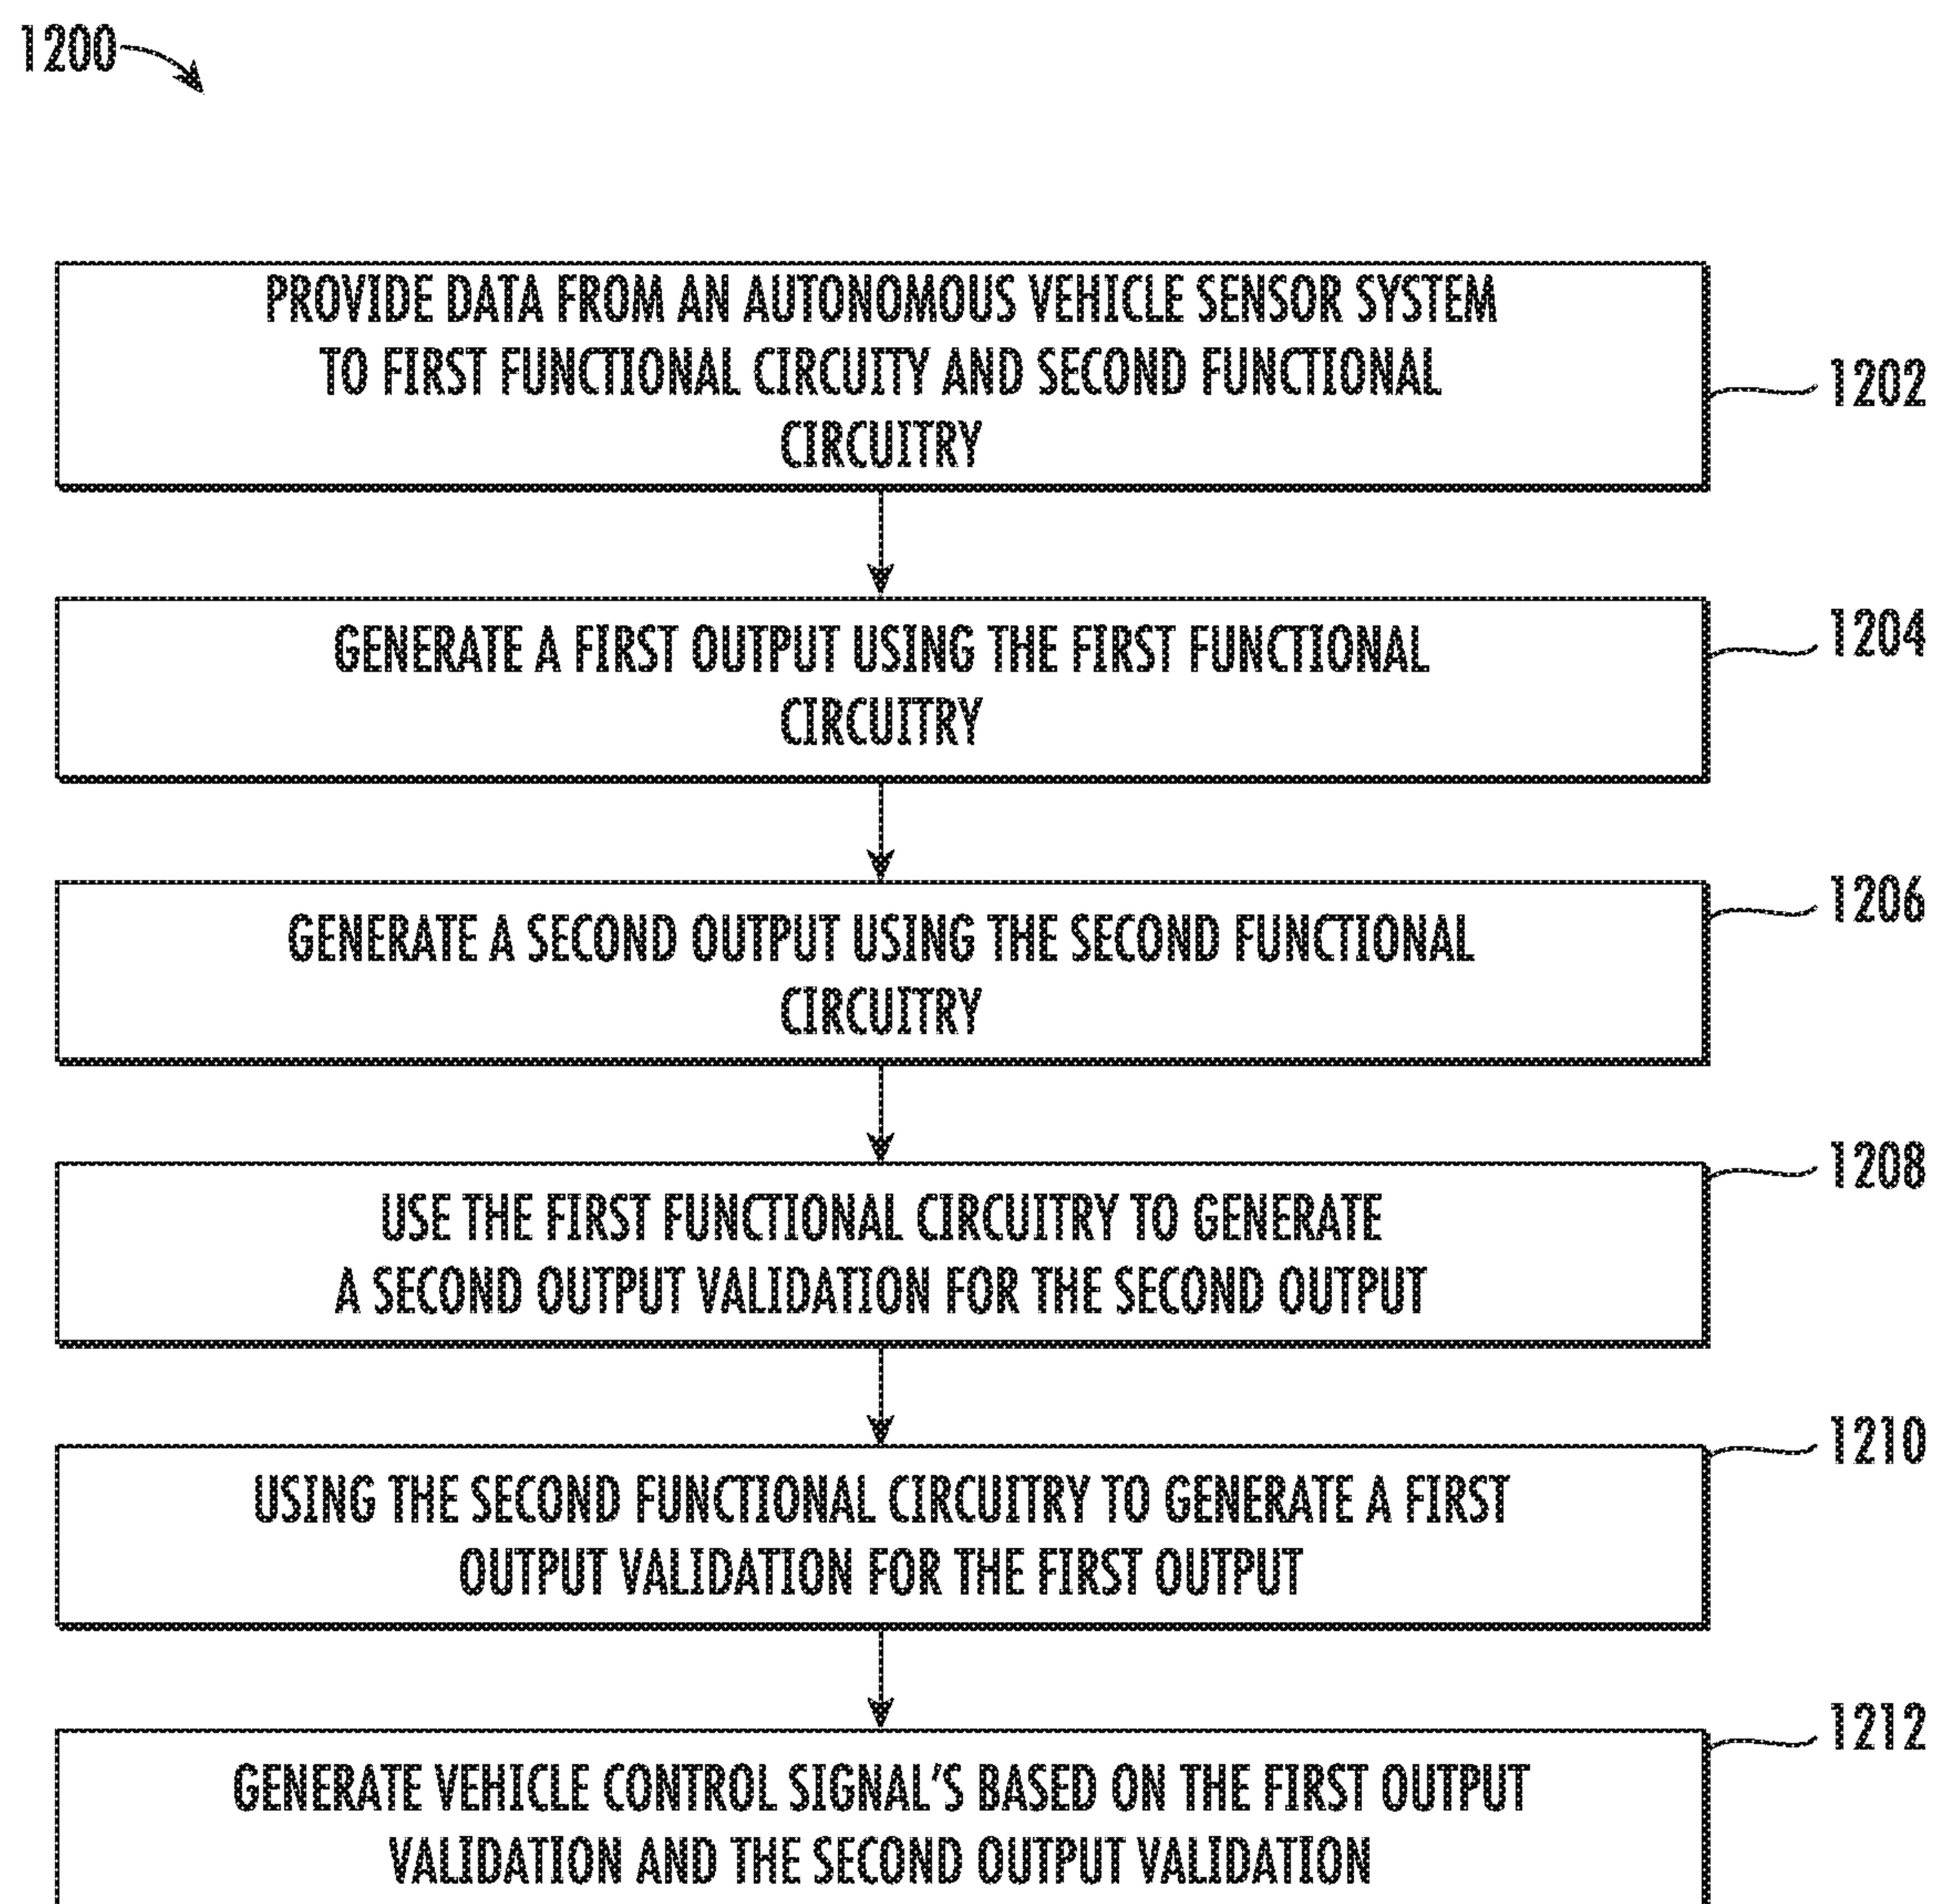 1200
PROVIDE DATA FROM AN AUTONOMOUS VEHICLE SENSOR SYSTEM
TO FIRST FUNCTIONAL CIRCUITY AND SECOND FUNCTIONAL
CIRCUITRY
1202
GENERATE A FIRST OUTPUT USING THE FIRST FUNCTIONAL
CIRCUITRY
1204
GENERATE A SECOND OUTPUT USING THE SECOND FUNCTIONAL
CIRCUITRY
1206
USE THE FIRST FUNCTIONAL CIRCUITRY TO GENERATE
A SECOND OUTPUT VALIDATION FOR THE SECOND OUTPUT
1208
USING THE SECOND FUNCTIONAL CIRCUITRY TO GENERATE A FIRST
OUTPUT VALIDATION FOR THE FIRST OUTPUT
1210
GENERATE VEHICLE CONTROL SIGNAL'S BASED ON THE FIRST OUTPUT
VALIDATION AND THE SECOND OUTPUT VALIDATION
1212